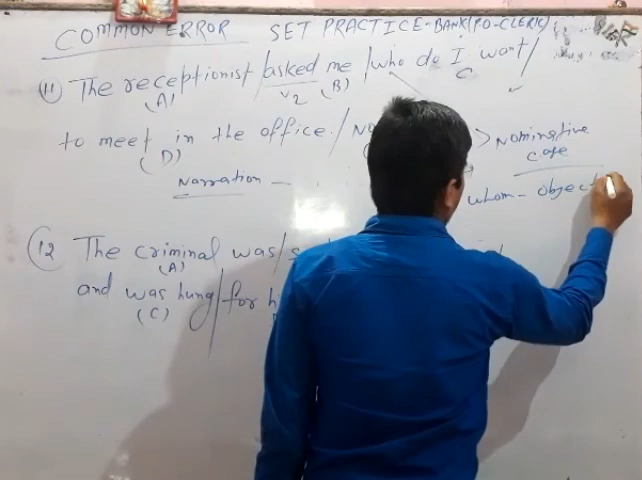 COMMON ERROR SET PRACTICE-BANK(PO-CLERIC)
(11) The receptionist/asked me/who do I want/
(A) V2 (B) C
to meet in the office./ > Nominative
(D) Case
Narration — whom - object
(12) The criminal was/
(A)
and was hung/for
(C)